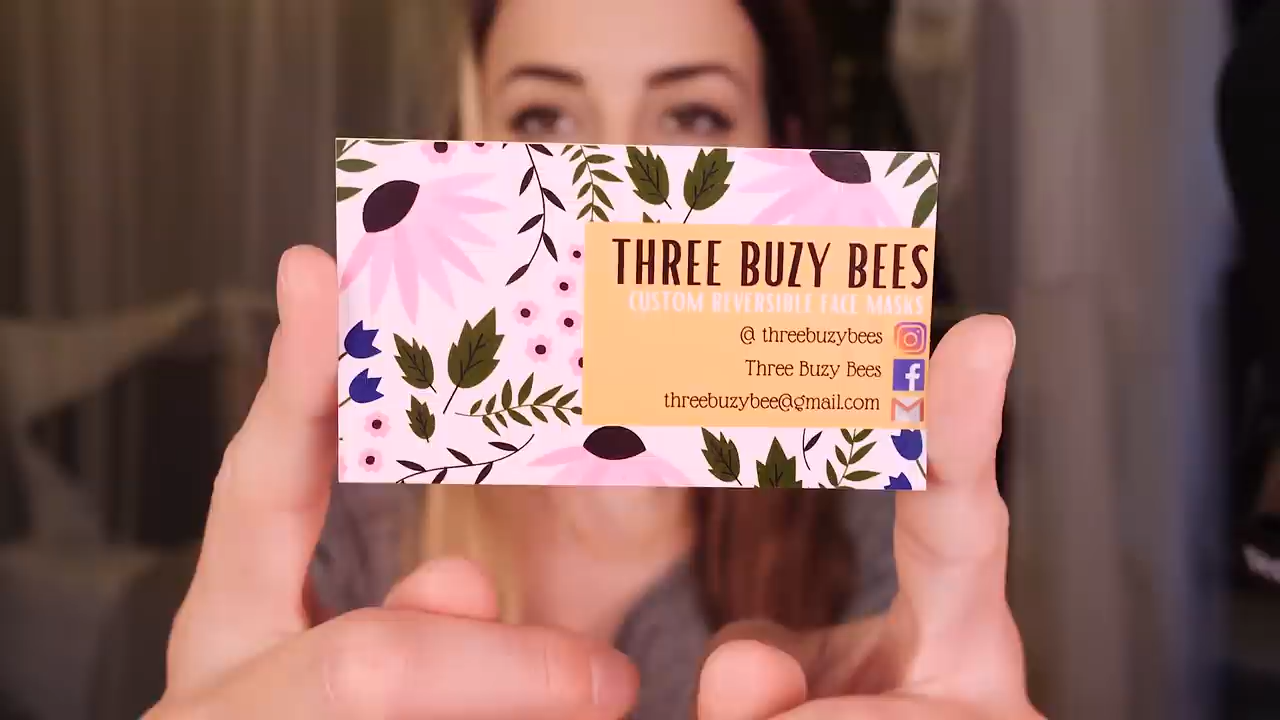 THREE BUZY BEES
CUSTOM REVERSIBLE FACE MASKS
@ threebuzybees
Three Buzy Bees
threebuzybee@gmail.com